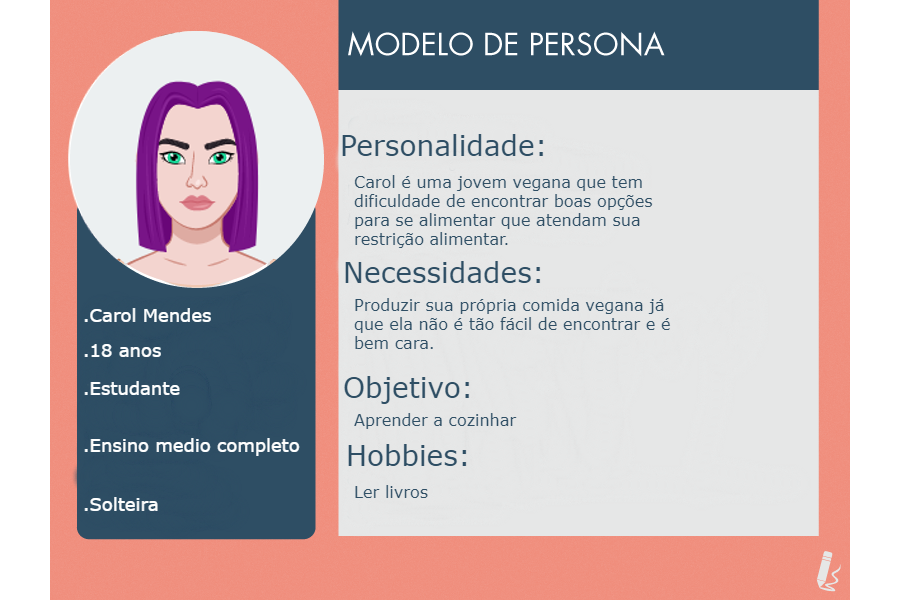 MODELO DE PERSONA
Personalidade:
Carol é uma jovem vegana que tem
dificuldade de encontrar boas opções
para se alimentar que atendam sua
restrição alimentar.
Necessidades:
Produzir sua própria comida vegana já
que ela não é tão fácil de encontrar e é
bem cara.
Objetivo:
Aprender a cozinhar
Hobbies:
Ler livros
.Carol Mendes
.18 anos
.Estudante
.Ensino medio completo
.Solteira